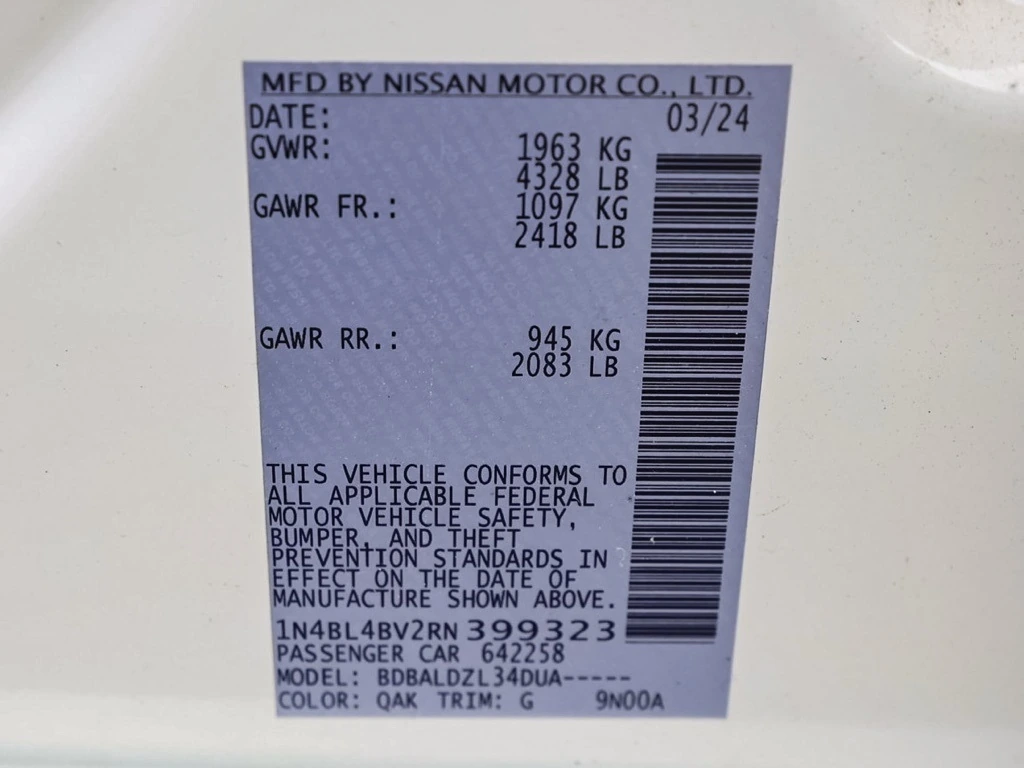 MFD BY NISSAN MOTOR CO., LTD.
DATE: 03/24
GVWR: 1963 KG
4328 LB
GAWR FR.: 1097 KG
2418 LB
GAWR RR.: 945 KG
2083 LB
THIS VEHICLE CONFORMS TO
ALL APPLICABLE FEDERAL
MOTOR VEHICLE SAFETY,
BUMPER, AND THEFT
PREVENTION STANDARDS IN
EFFECT ON THE DATE OF
MANUFACTURE SHOWN ABOVE.
1N4BL4BV2RN399323
PASSENGER CAR 642258
MODEL: BDBALDZL34DUA-----
COLOR: QAK TRIM: G 9N00A